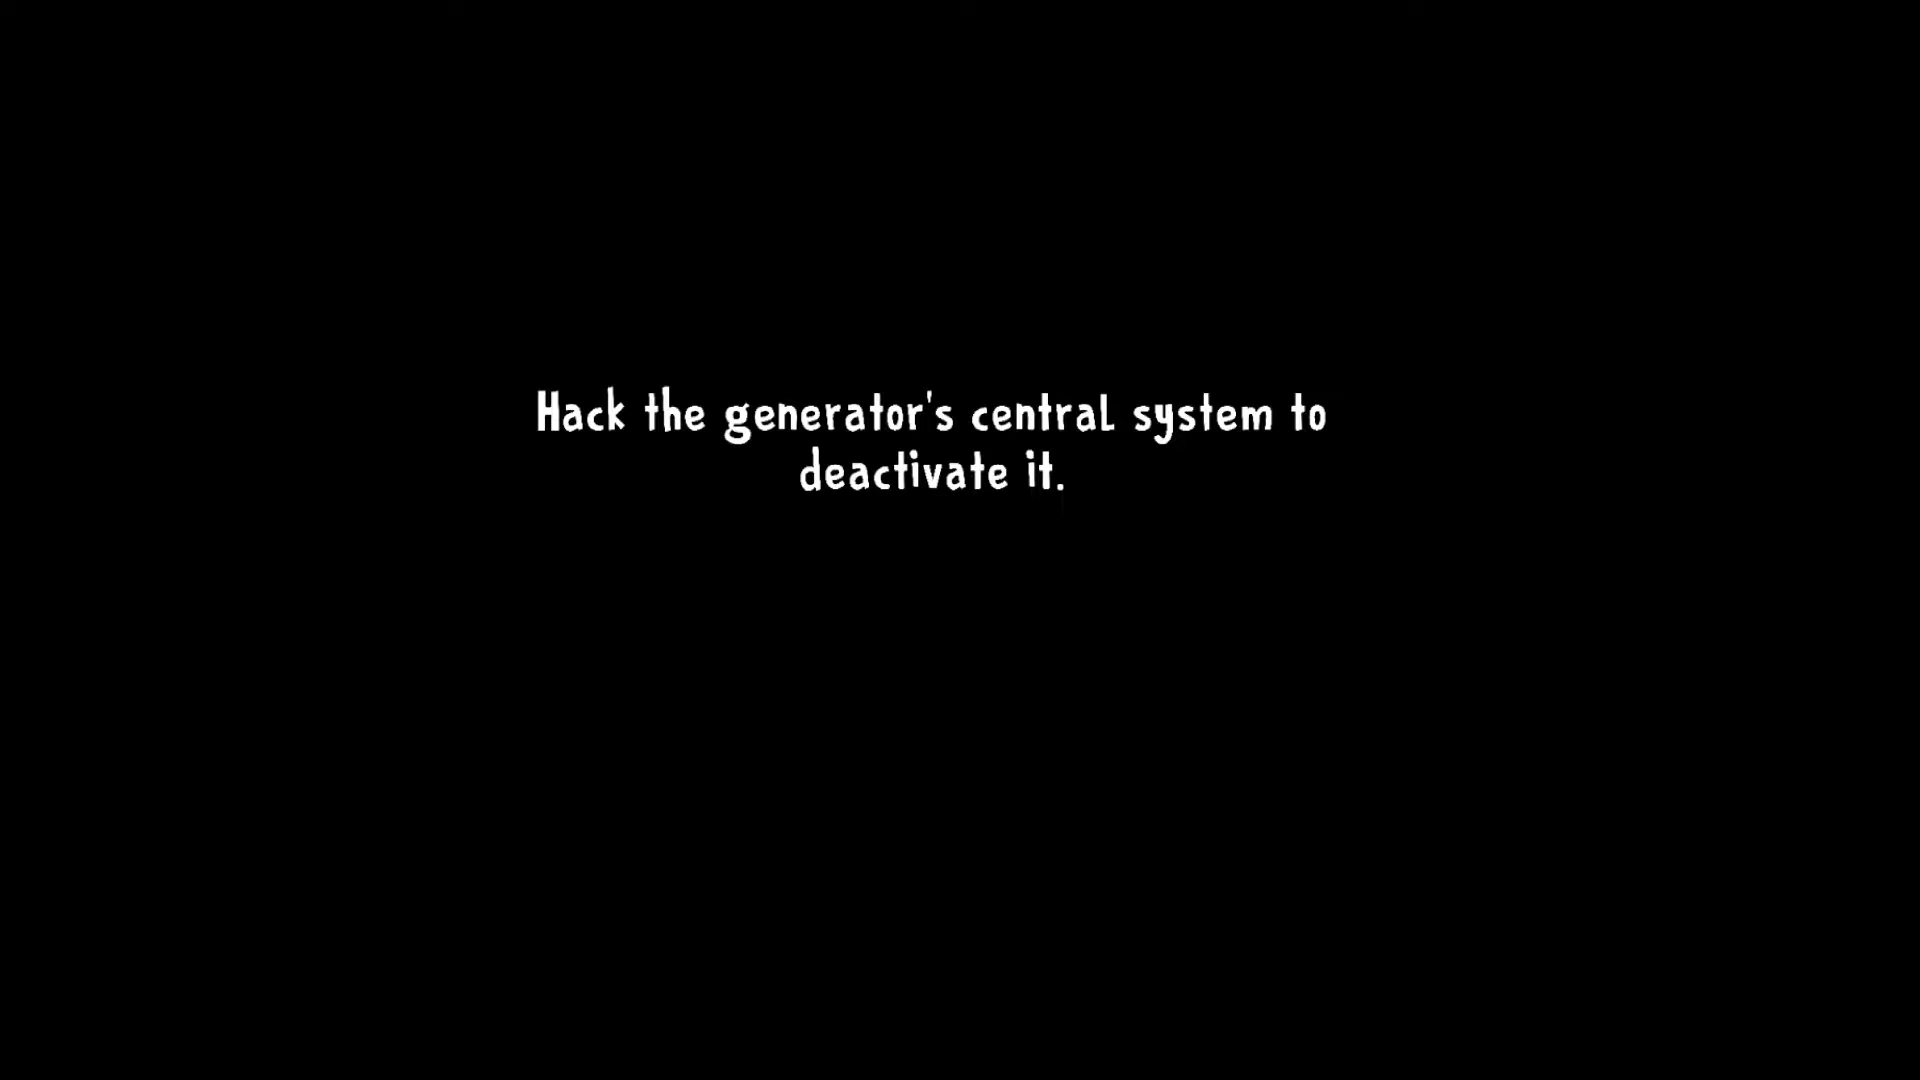 Hack the generator's central system to
deactivate it.